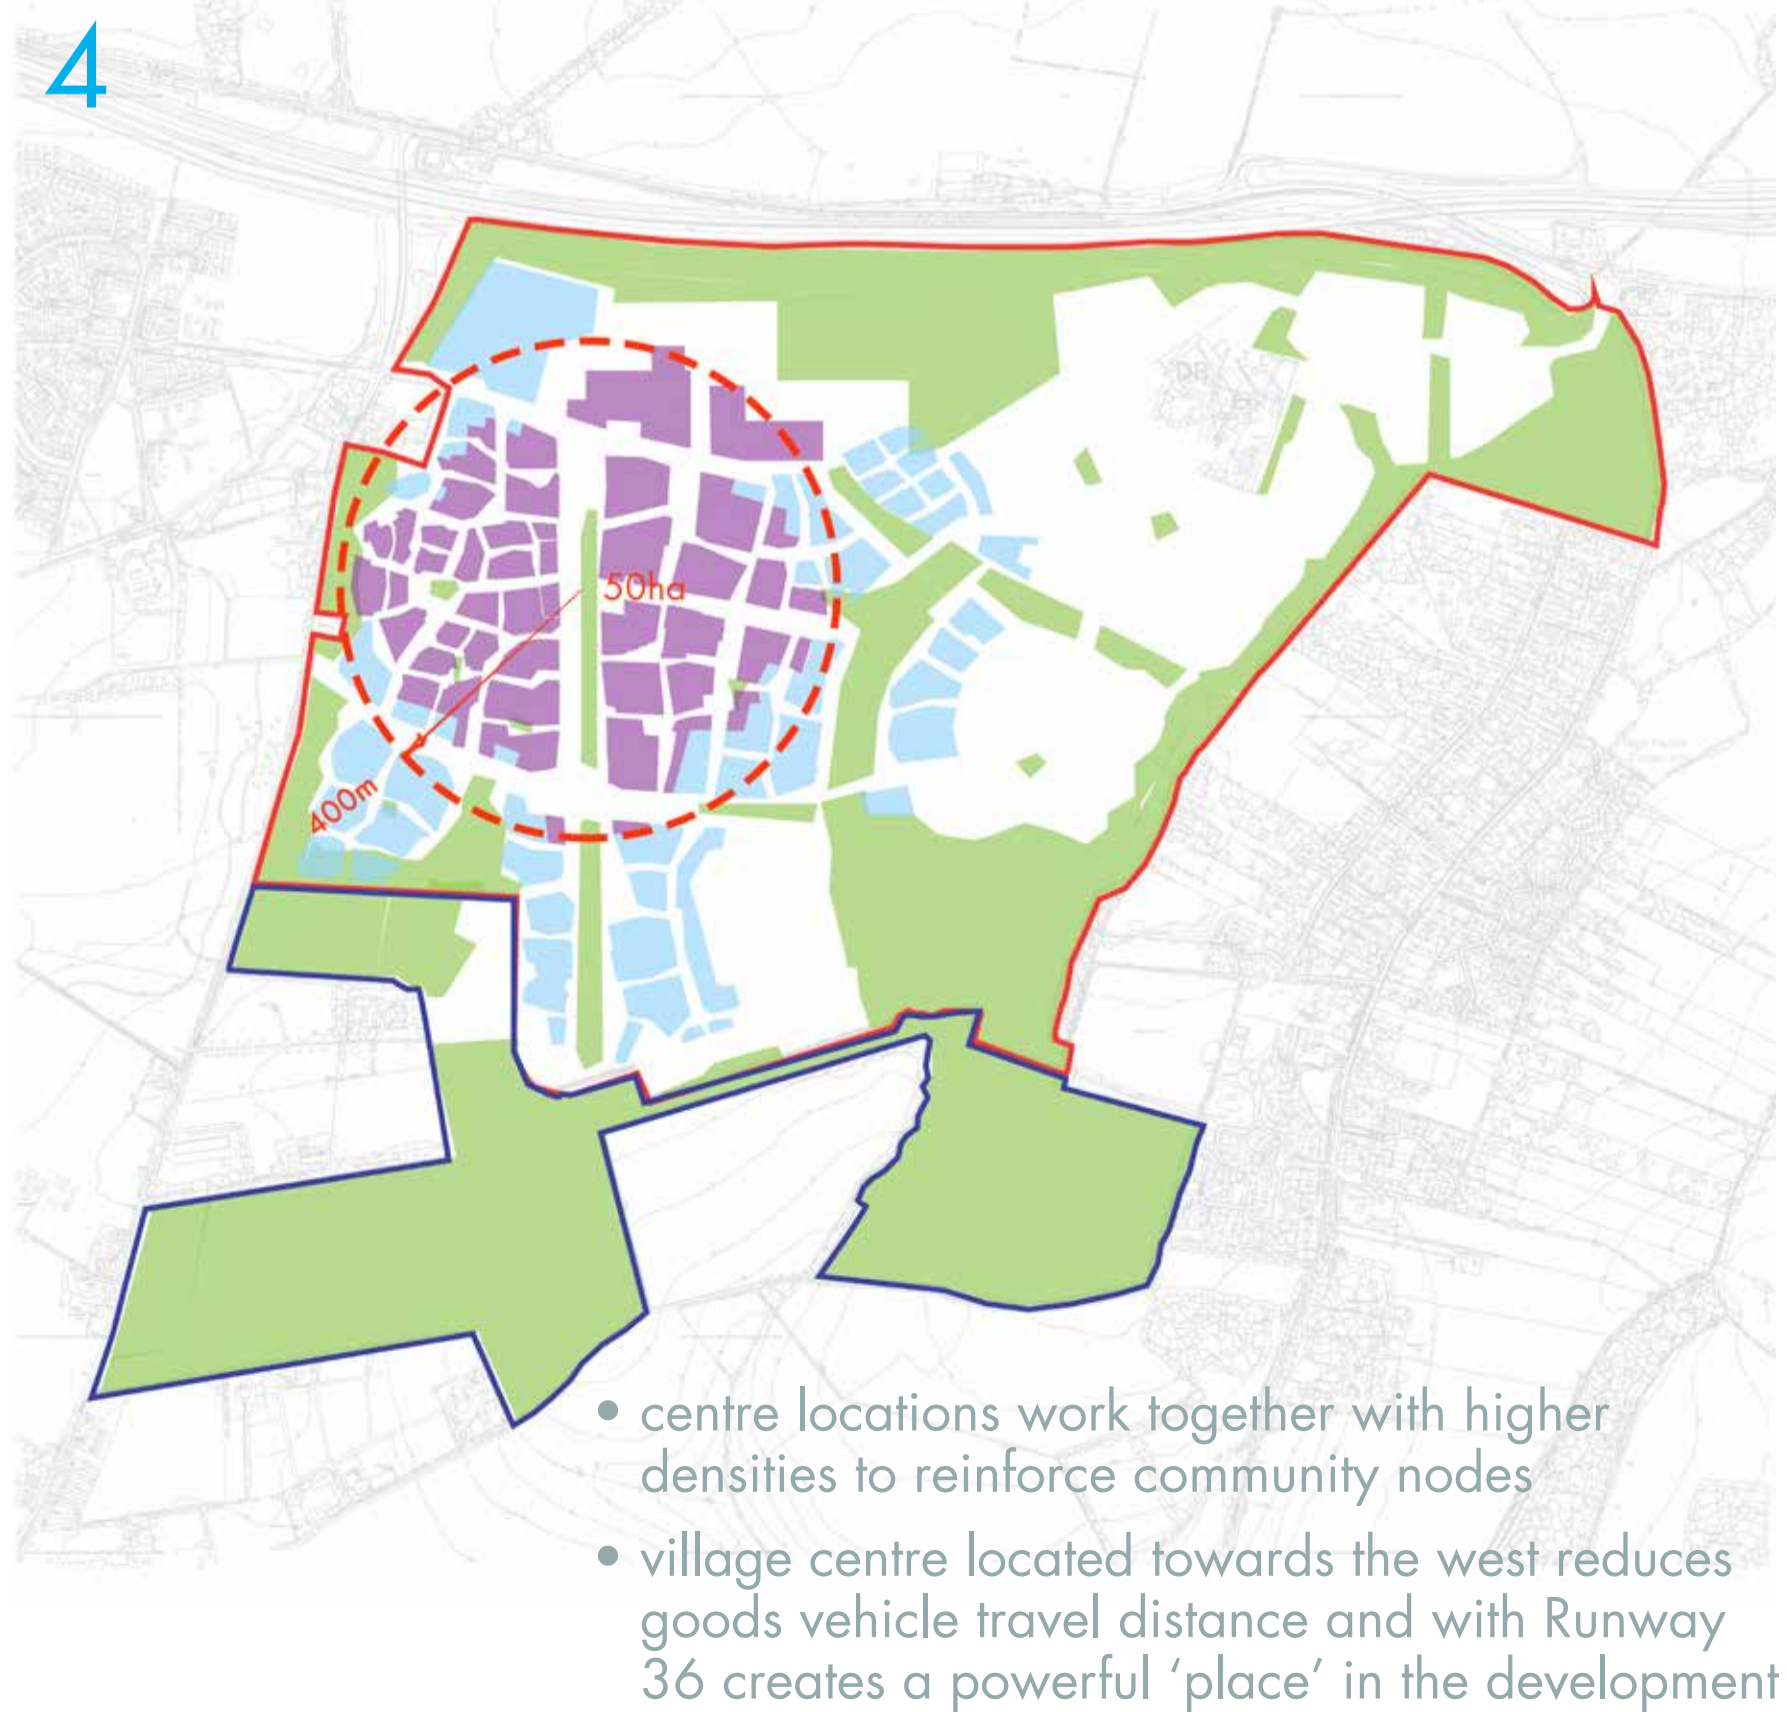 4
DB
50ha
400m
• centre locations work together with higher
densities to reinforce community nodes
• village centre located towards the west reduces
goods vehicle travel distance and with Runway
36 creates a powerful ‘place’ in the development